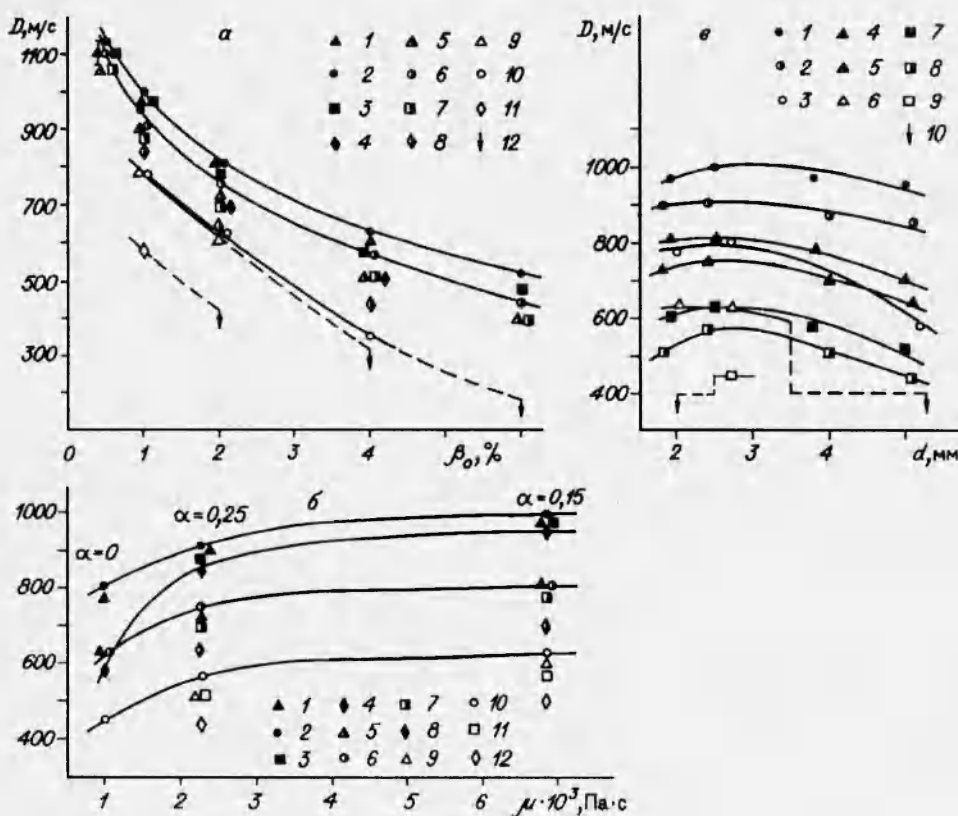 D, м/с
а
1100
900
700
500
300
0 1 2 3 4 5 β₀, %
▲ 1 ▲ 5 △ 9
● 2 ◐ 6 ○ 10
■ 3 ◨ 7 ◊ 11
♦ 4 ◊ 8 ↓ 12
D, м/с
в
1000
800
600
400
2 3 4 d, мм
● 1 ▲ 4 ■ 7
◐ 2 ▲ 5 ◨ 8
○ 3 △ 6 □ 9
↓ 10
б
1000
800
600
400
α=0
α=0,25
α=0,15
1 2 3 4 5 6 μ·10³, Па·с
▲ 1 ♦ 4 ◨ 7 ○ 10
● 2 ▲ 5 ♦ 8 □ 11
■ 3 ◐ 6 △ 9 ◊ 12